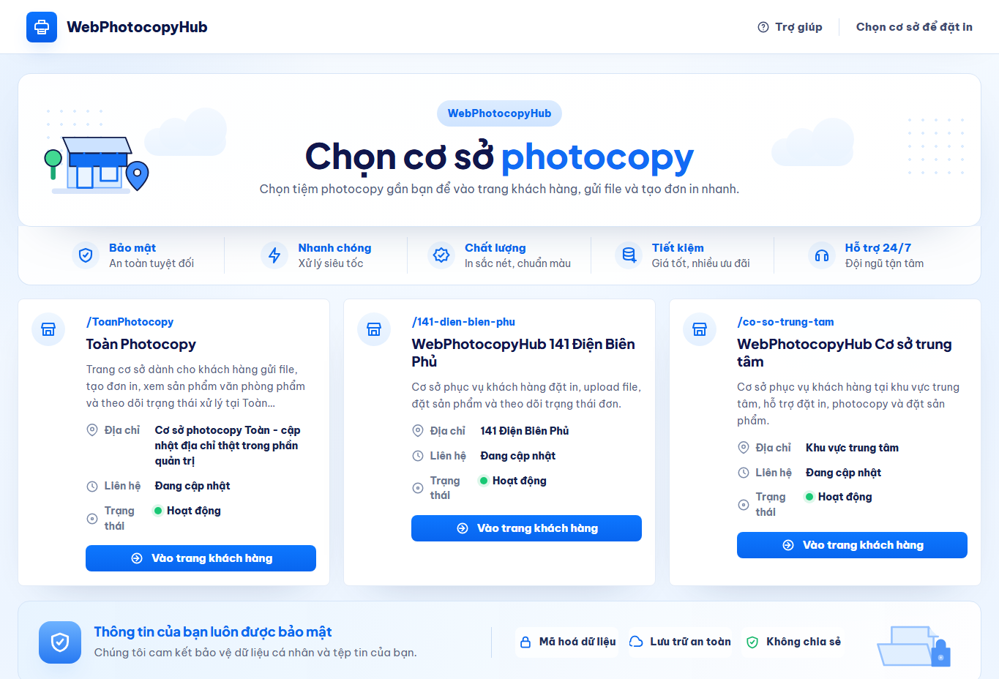 WebPhotocopyHub
Trợ giúp
Chọn cơ sở để đặt in
WebPhotocopyHub
Chọn cơ sở photocopy
Chọn tiệm photocopy gần bạn để vào trang khách hàng, gửi file và tạo đơn in nhanh.
Bảo mật
An toàn tuyệt đối
Nhanh chóng
Xử lý siêu tốc
Chất lượng
In sắc nét, chuẩn màu
Tiết kiệm
Giá tốt, nhiều ưu đãi
Hỗ trợ 24/7
Đội ngũ tận tâm
/ToanPhotocopy
Toàn Photocopy
Trang cơ sở dành cho khách hàng gửi file,
tạo đơn in, xem sản phẩm văn phòng phẩm
và theo dõi trạng thái xử lý tại Toàn...
Địa chỉ
Cơ sở photocopy Toàn - cập
nhật địa chỉ thật trong phần
quản trị
Liên hệ
Đang cập nhật
Trạng
thái
Hoạt động
Vào trang khách hàng
/141-dien-bien-phu
WebPhotocopyHub 141 Điện Biên
Phủ
Cơ sở phục vụ khách hàng đặt in, upload file,
đặt sản phẩm và theo dõi trạng thái đơn.
Địa chỉ
141 Điện Biên Phủ
Liên hệ
Đang cập nhật
Trạng
thái
Hoạt động
Vào trang khách hàng
/co-so-trung-tam
WebPhotocopyHub Cơ sở trung
tâm
Cơ sở phục vụ khách hàng tại khu vực trung
tâm, hỗ trợ đặt in, photocopy và đặt sản
phẩm.
Địa chỉ
Khu vực trung tâm
Liên hệ
Đang cập nhật
Trạng
thái
Hoạt động
Vào trang khách hàng
Thông tin của bạn luôn được bảo mật
Chúng tôi cam kết bảo vệ dữ liệu cá nhân và tệp tin của bạn.
Mã hoá dữ liệu
Lưu trữ an toàn
Không chia sẻ